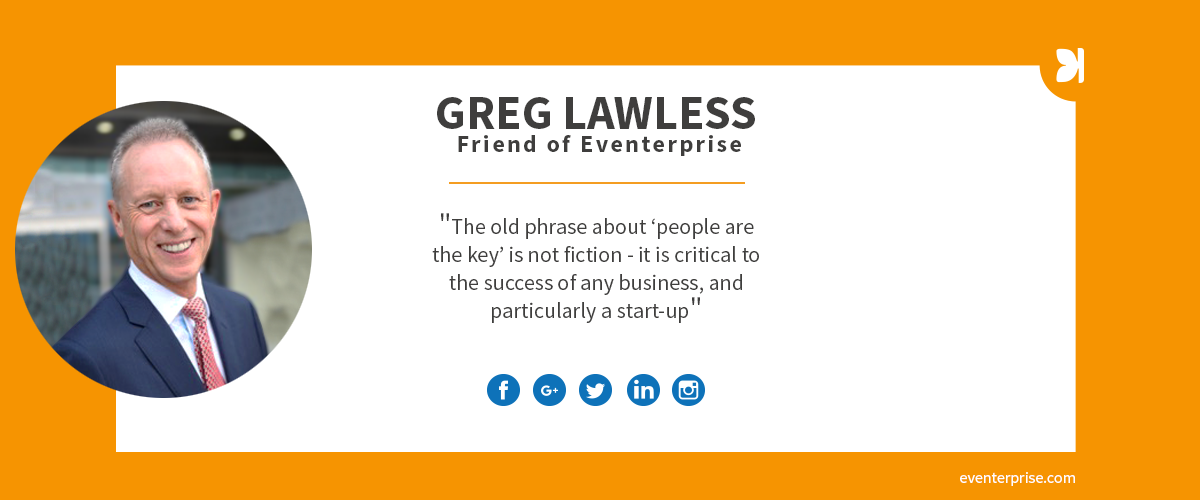 GREG LAWLESS
Friend of Eventerprise
"The old phrase about ‘people are
the key’ is not fiction - it is critical to
the success of any business, and
particularly a start-up"
eventerprise.com